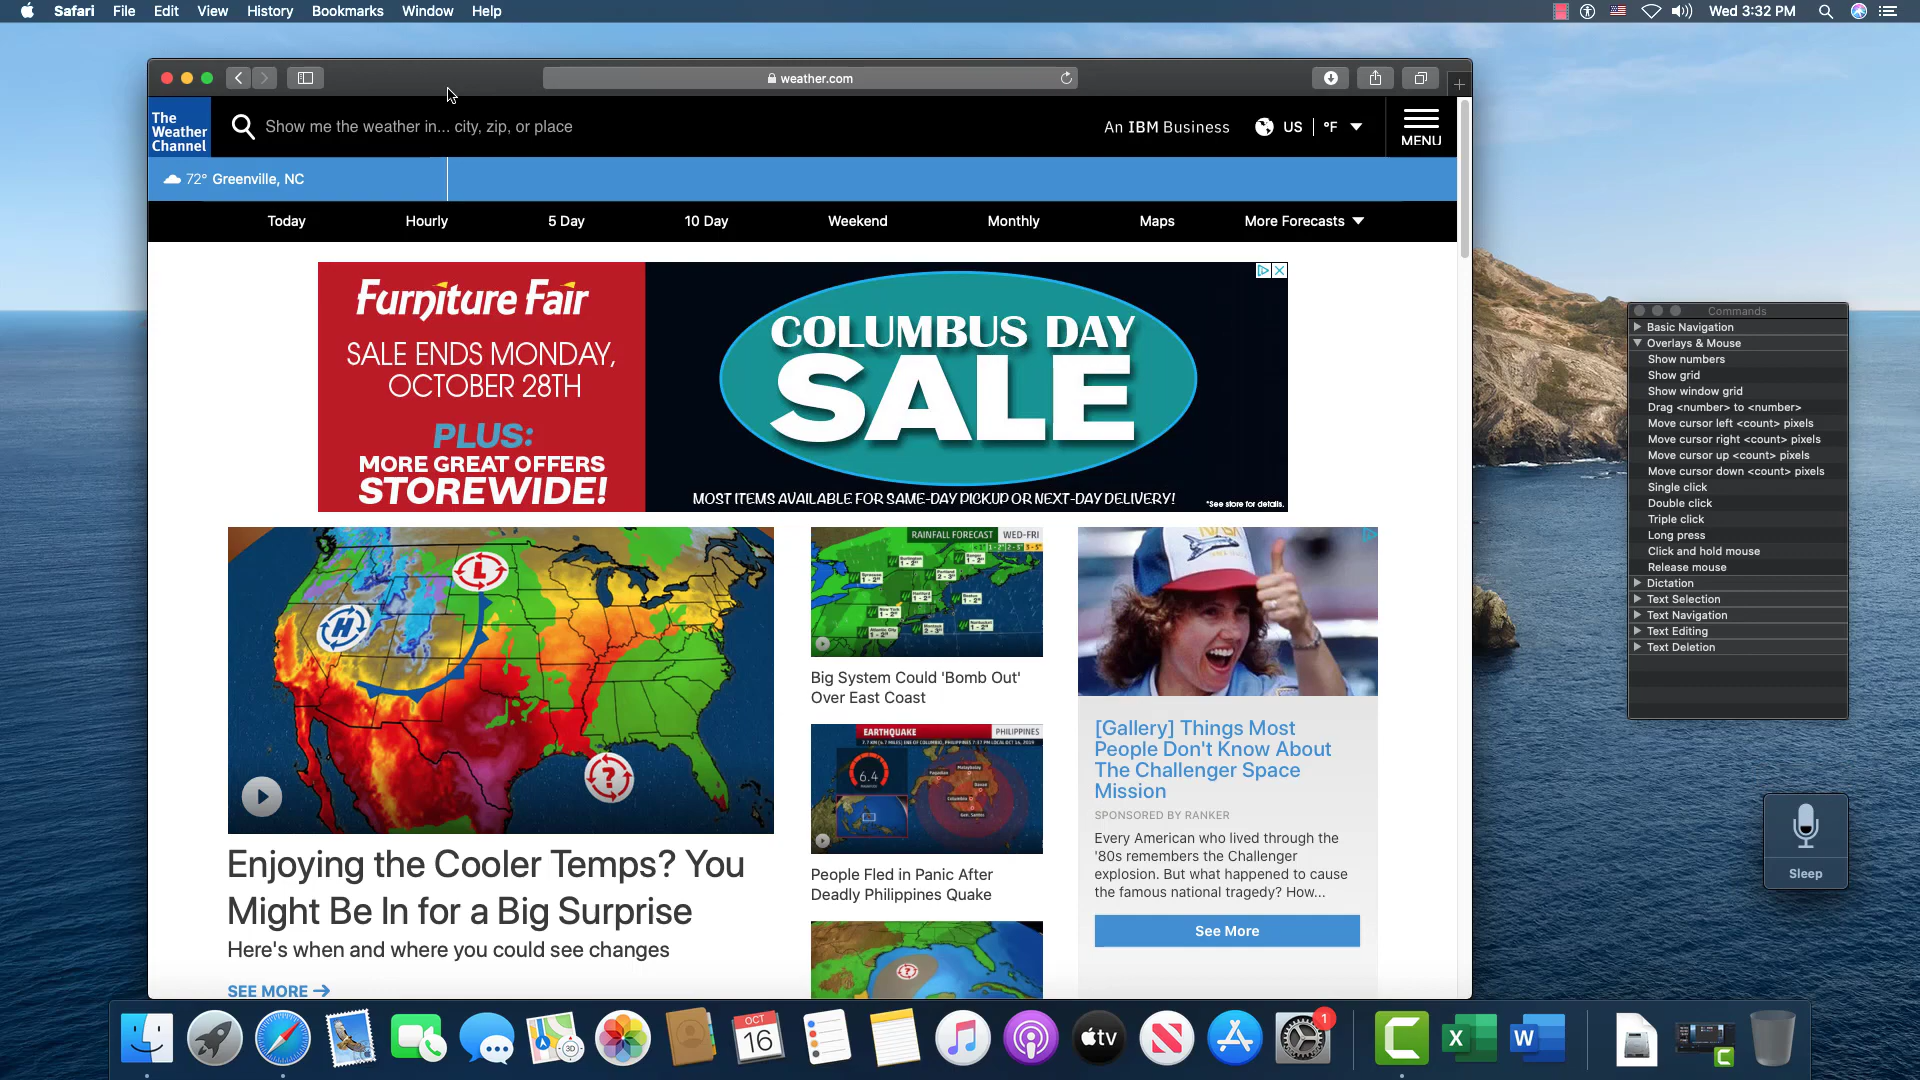 Safari File Edit View History Bookmarks Window Help
Wed 3:32 PM
weather.com
The
Weather
Channel
Show me the weather in... city, zip, or place
An IBM Business
US
°F
MENU
72° Greenville, NC
Today
Hourly
5 Day
10 Day
Weekend
Monthly
Maps
More Forecasts
Furniture Fair
SALE ENDS MONDAY,
OCTOBER 28TH
PLUS:
MORE GREAT OFFERS
STOREWIDE!
COLUMBUS DAY
SALE
MOST ITEMS AVAILABLE FOR SAME-DAY PICKUP OR NEXT-DAY DELIVERY!
*See store for details.
L
H
?
Enjoying the Cooler Temps? You
Might Be In for a Big Surprise
Here's when and where you could see changes
SEE MORE
RAINFALL FORECAST WED-FRI
Big System Could 'Bomb Out'
Over East Coast
EARTHQUAKE PHILIPPINES
6.4
People Fled in Panic After
Deadly Philippines Quake
?
NASA
[Gallery] Things Most
People Don't Know About
The Challenger Space
Mission
SPONSORED BY RANKER
Every American who lived through the
'80s remembers the Challenger
explosion. But what happened to cause
the famous national tragedy? How...
See More
Commands
Basic Navigation
Overlays & Mouse
Show numbers
Show grid
Show window grid
Drag <number> to <number>
Move cursor left <count> pixels
Move cursor right <count> pixels
Move cursor up <count> pixels
Move cursor down <count> pixels
Single click
Double click
Triple click
Long press
Click and hold mouse
Release mouse
Dictation
Text Selection
Text Navigation
Text Editing
Text Deletion
Sleep
3D
OCT
16
tv
1
C
X
W
C